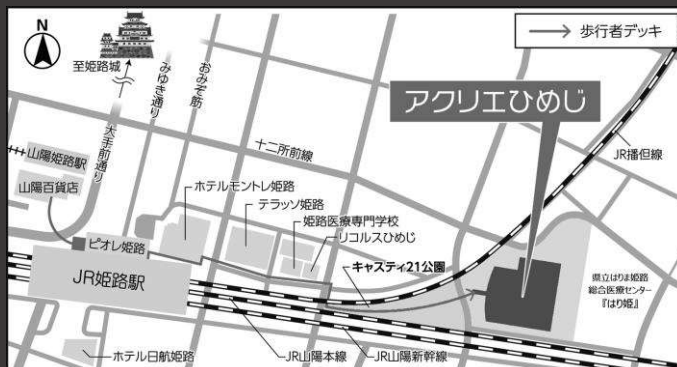 N
歩行者デッキ
至姫路城
みゆき通り
おみぞ筋
大手前通り
アクリエひめじ
十二所前線
JR播但線
山陽姫路駅
山陽百貨店
ホテルモントレ姫路
テラッソ姫路
姫路医療専門学校
リコルスひめじ
ピオレ姫路
キャスティ21公園
県立はりま姫路
総合医療センター
『はり姫』
JR姫路駅
ホテル日航姫路
JR山陽本線
JR山陽新幹線